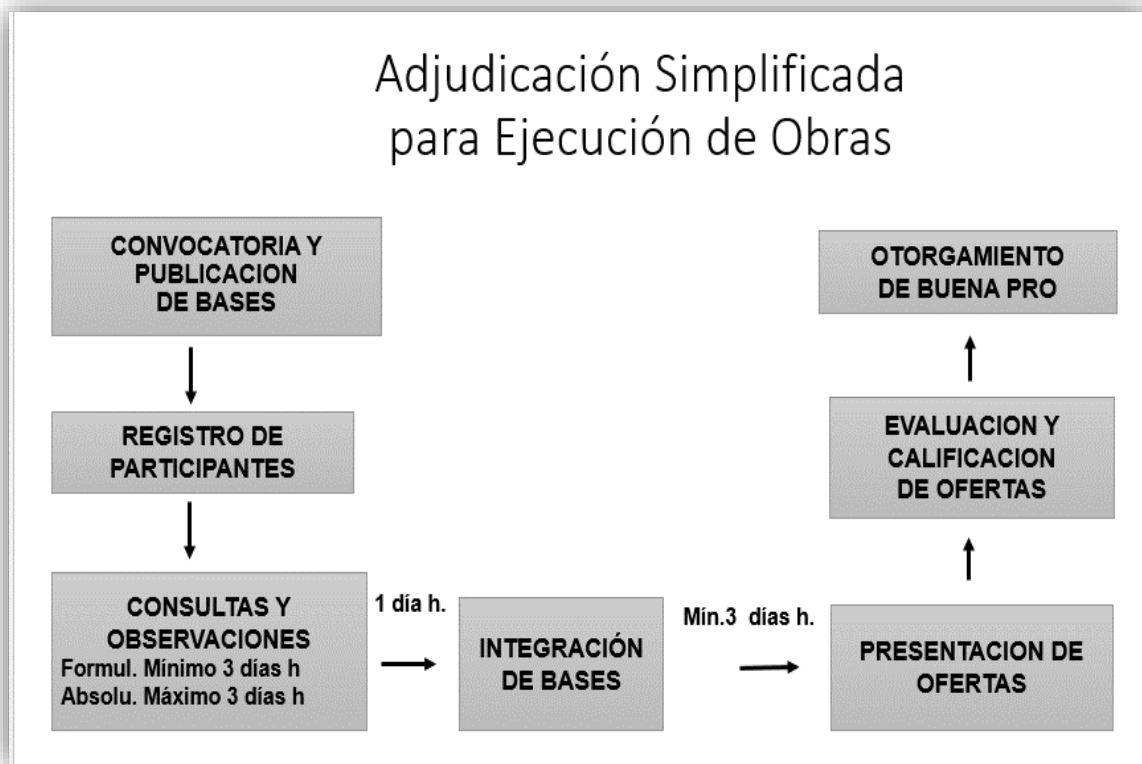 Adjudicación Simplificada
para Ejecución de Obras
CONVOCATORIA Y
PUBLICACION
DE BASES
REGISTRO DE
PARTICIPANTES
CONSULTAS Y
OBSERVACIONES
Formul. Mínimo 3 días h
Absolu. Máximo 3 días h
1 día h.
INTEGRACIÓN
DE BASES
Mín.3 días h.
PRESENTACION DE
OFERTAS
EVALUACION Y
CALIFICACION
DE OFERTAS
OTORGAMIENTO
DE BUENA PRO